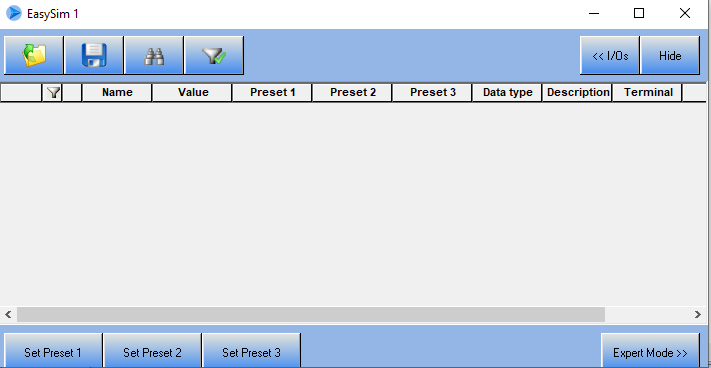 EasySim 1
<< I/Os Hide
Name Value Preset 1 Preset 2 Preset 3 Data type Description Terminal
Set Preset 1 Set Preset 2 Set Preset 3 Expert Mode >>